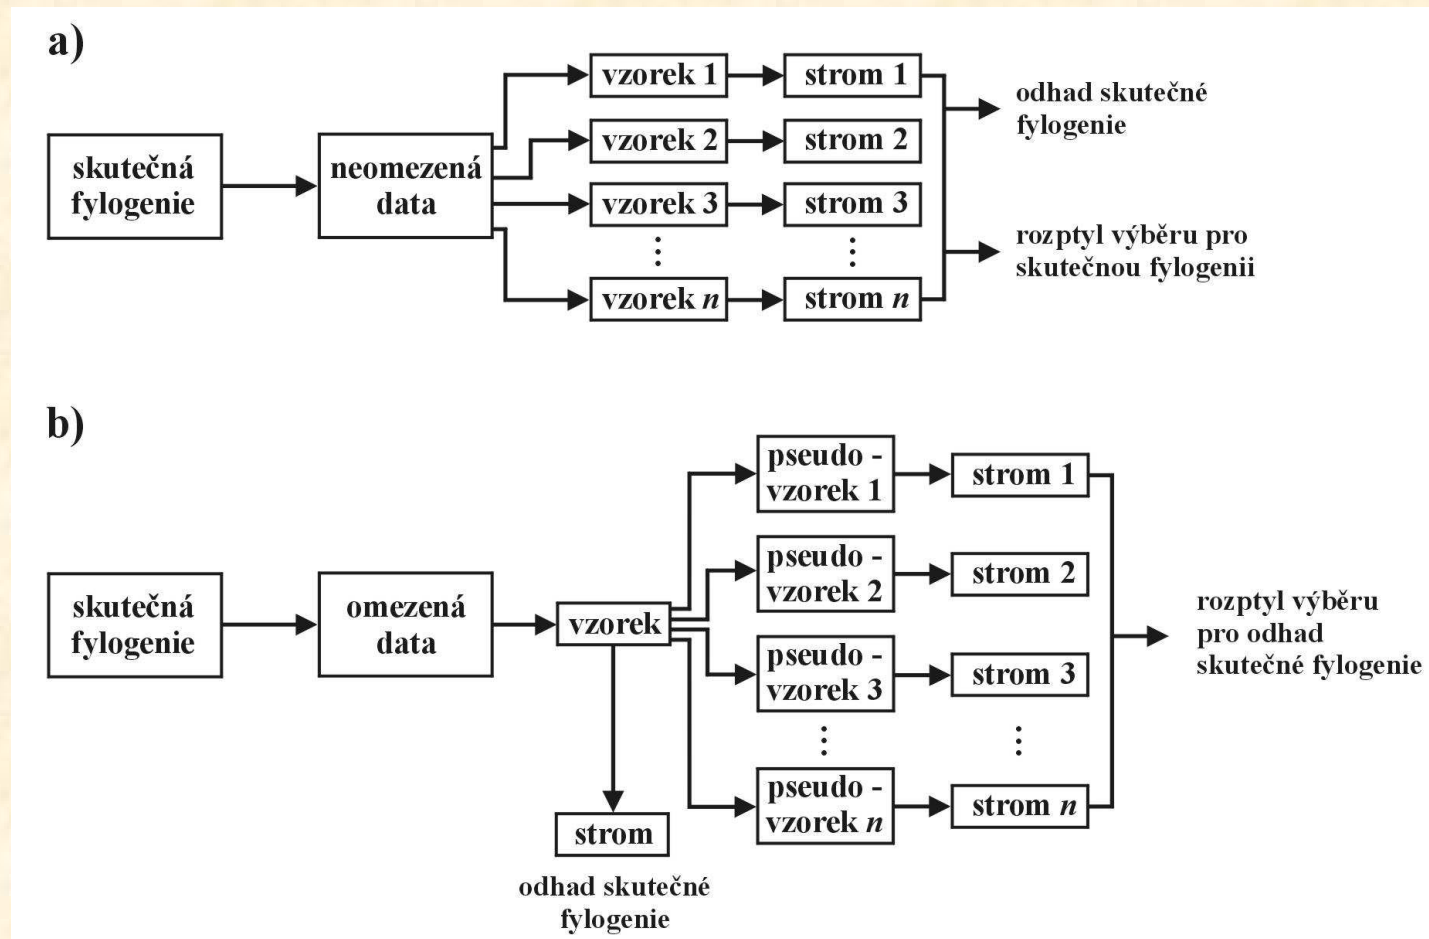 a)
skutečná
fylogenie
neomezená
data
vzorek 1
strom 1
vzorek 2
strom 2
vzorek 3
strom 3
vzorek n
strom n
odhad skutečné
fylogenie
rozptyl výběru pro
skutečnou fylogenii
b)
skutečná
fylogenie
omezená
data
vzorek
strom
odhad skutečné
fylogenie
pseudo -
vzorek 1
strom 1
pseudo -
vzorek 2
strom 2
pseudo -
vzorek 3
strom 3
pseudo -
vzorek n
strom n
rozptyl výběru
pro odhad
skutečné fylogenie